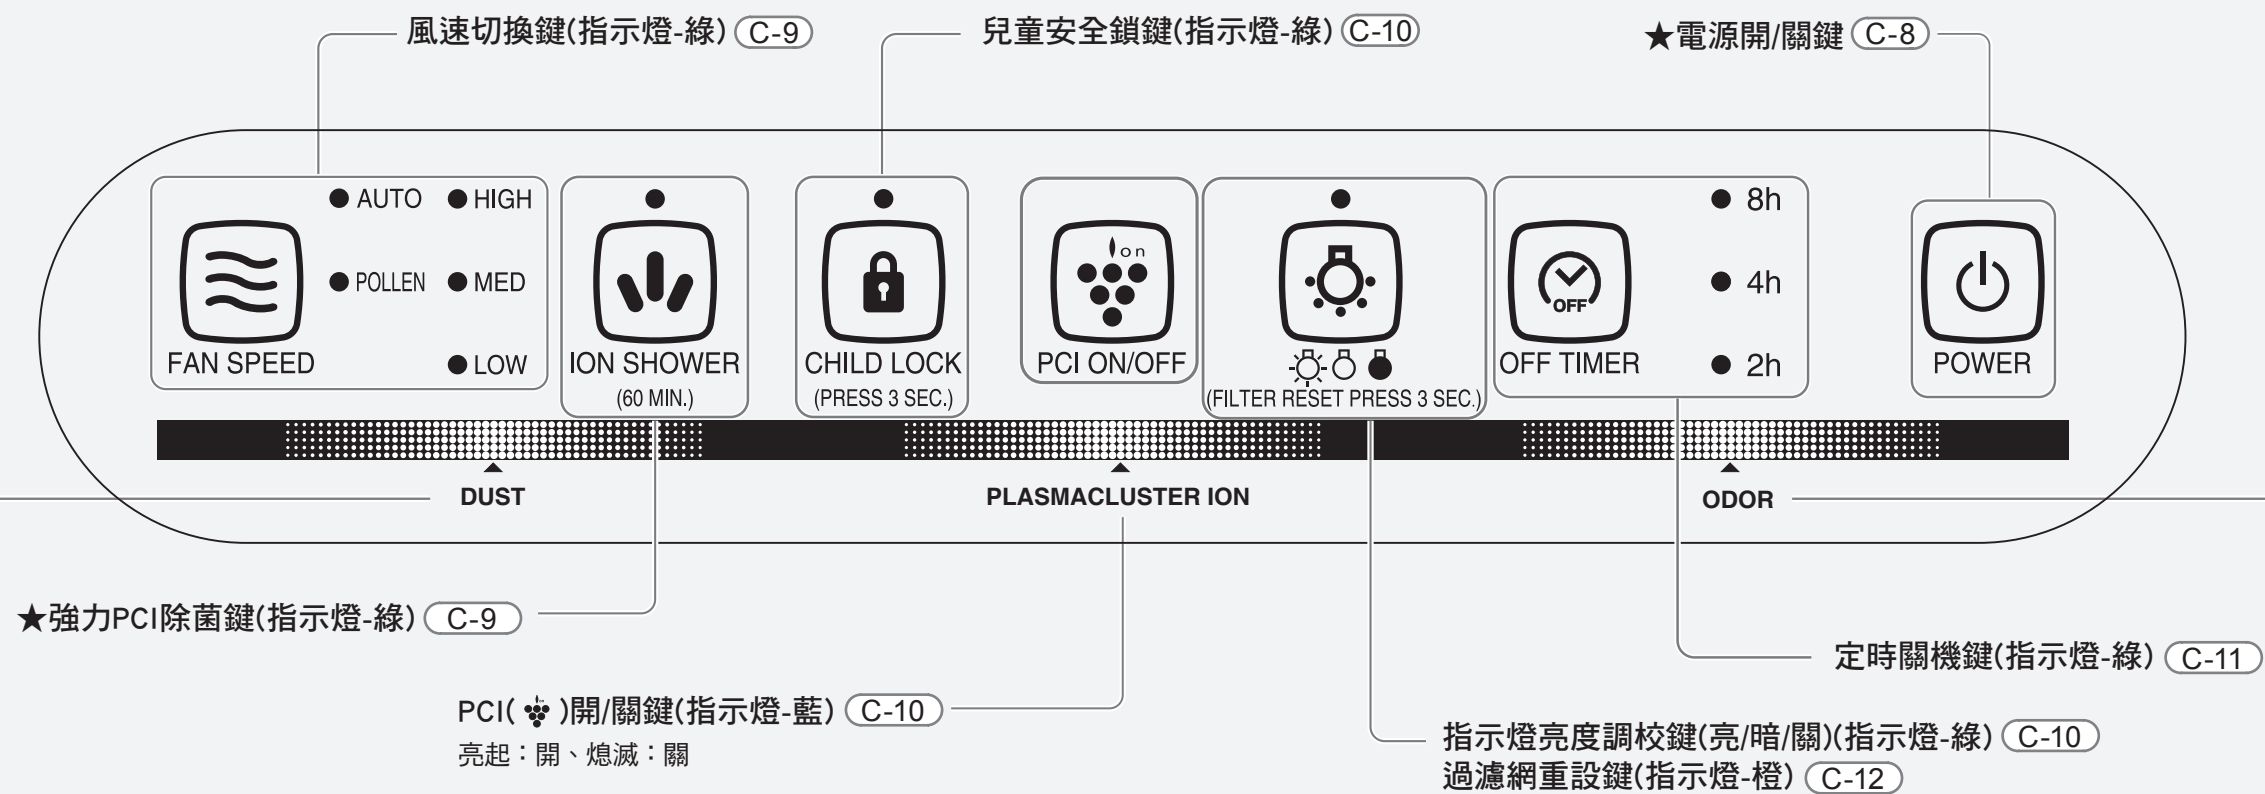 風速切換鍵(指示燈-綠) C-9
兒童安全鎖鍵(指示燈-綠) C-10
★電源開/關鍵 C-8
AUTO HIGH
POLLEN MED
LOW
FAN SPEED
ION SHOWER
(60 MIN.)
CHILD LOCK
(PRESS 3 SEC.)
ion
PCI ON/OFF
(FILTER RESET PRESS 3 SEC.)
OFF
OFF TIMER
8h
4h
2h
POWER
DUST
PLASMACLUSTER ION
ODOR
★強力PCI除菌鍵(指示燈-綠) C-9
定時關機鍵(指示燈-綠) C-11
PCI( )開/關鍵(指示燈-藍) C-10
亮起：開、熄滅：關
指示燈亮度調校鍵(亮/暗/關)(指示燈-綠) C-10
過濾網重設鍵(指示燈-橙) C-12